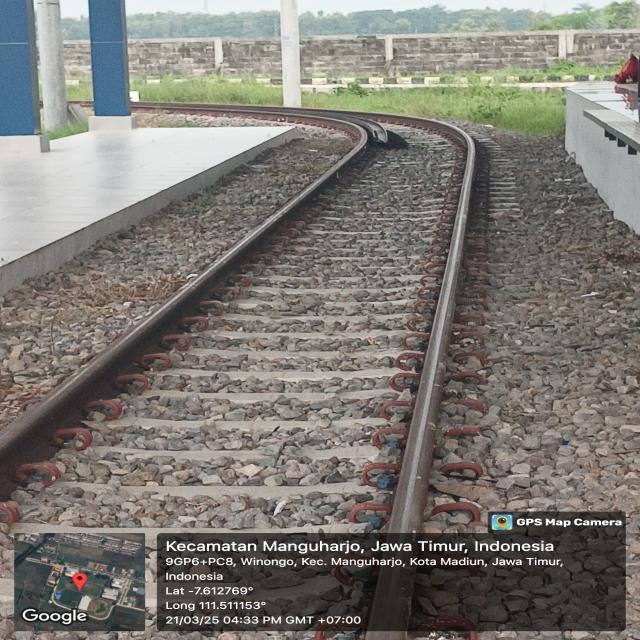 GPS Map Camera
Kecamatan Manguharjo, Jawa Timur, Indonesia
9GP6+PC8, Winongo, Kec. Manguharjo, Kota Madiun, Jawa Timur,
Indonesia
Lat -7.612769°
Long 111.511153°
21/03/25 04:33 PM GMT +07:00
Google